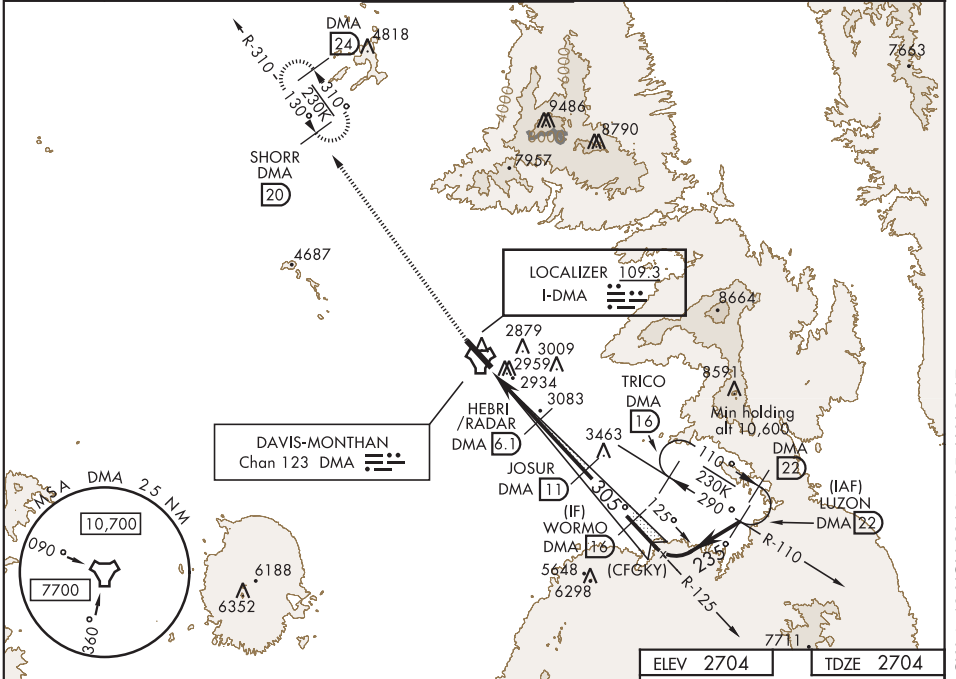 DMA
24
4818
R-310
310°
230K
130°
SHORR
DMA
20
4687
4000
6000
9486
8790
7957
7663
LOCALIZER 109.3
I-DMA
8664
8591
2879
3009
2959
2934
3083
HEBRI
/RADAR
DMA 6.1
TRICO
DMA
16
Min holding
alt 10,600
DMA
22
3463
JOSUR
DMA 11
305°
125°
110°
230K
290°
(IAF)
LUZON
DMA 22
(IF)
WORMO
DMA 16
R-110
235°
(CFGKY)
R-125
5648
6298
7711
DAVIS-MONTHAN
Chan 123 DMA
MSA DMA 25 NM
10,700
090°
7700
360°
6188
6352
ELEV 2704
TDZE 2704